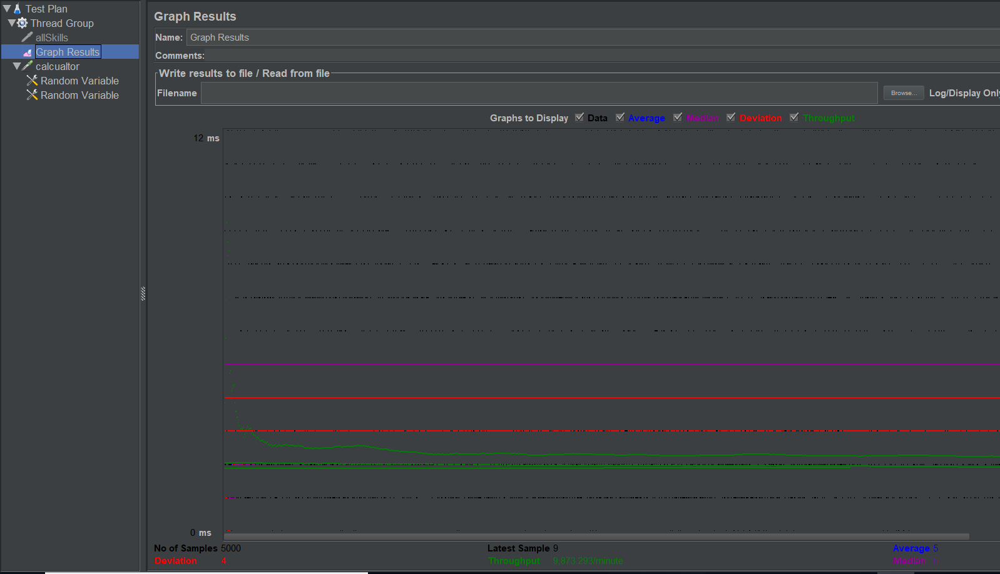 Test Plan
Thread Group
allSkills
Graph Results
calcualtor
Random Variable
Random Variable
Graph Results
Name: Graph Results
Comments:
Write results to file / Read from file
Filename Browse... Log/Display Only
Graphs to Display Data Average Median Deviation Throughput
12 ms
0 ms
No of Samples 5000 Latest Sample 9 Average 5
Deviation 4 Throughput 9,873.293/minute Median